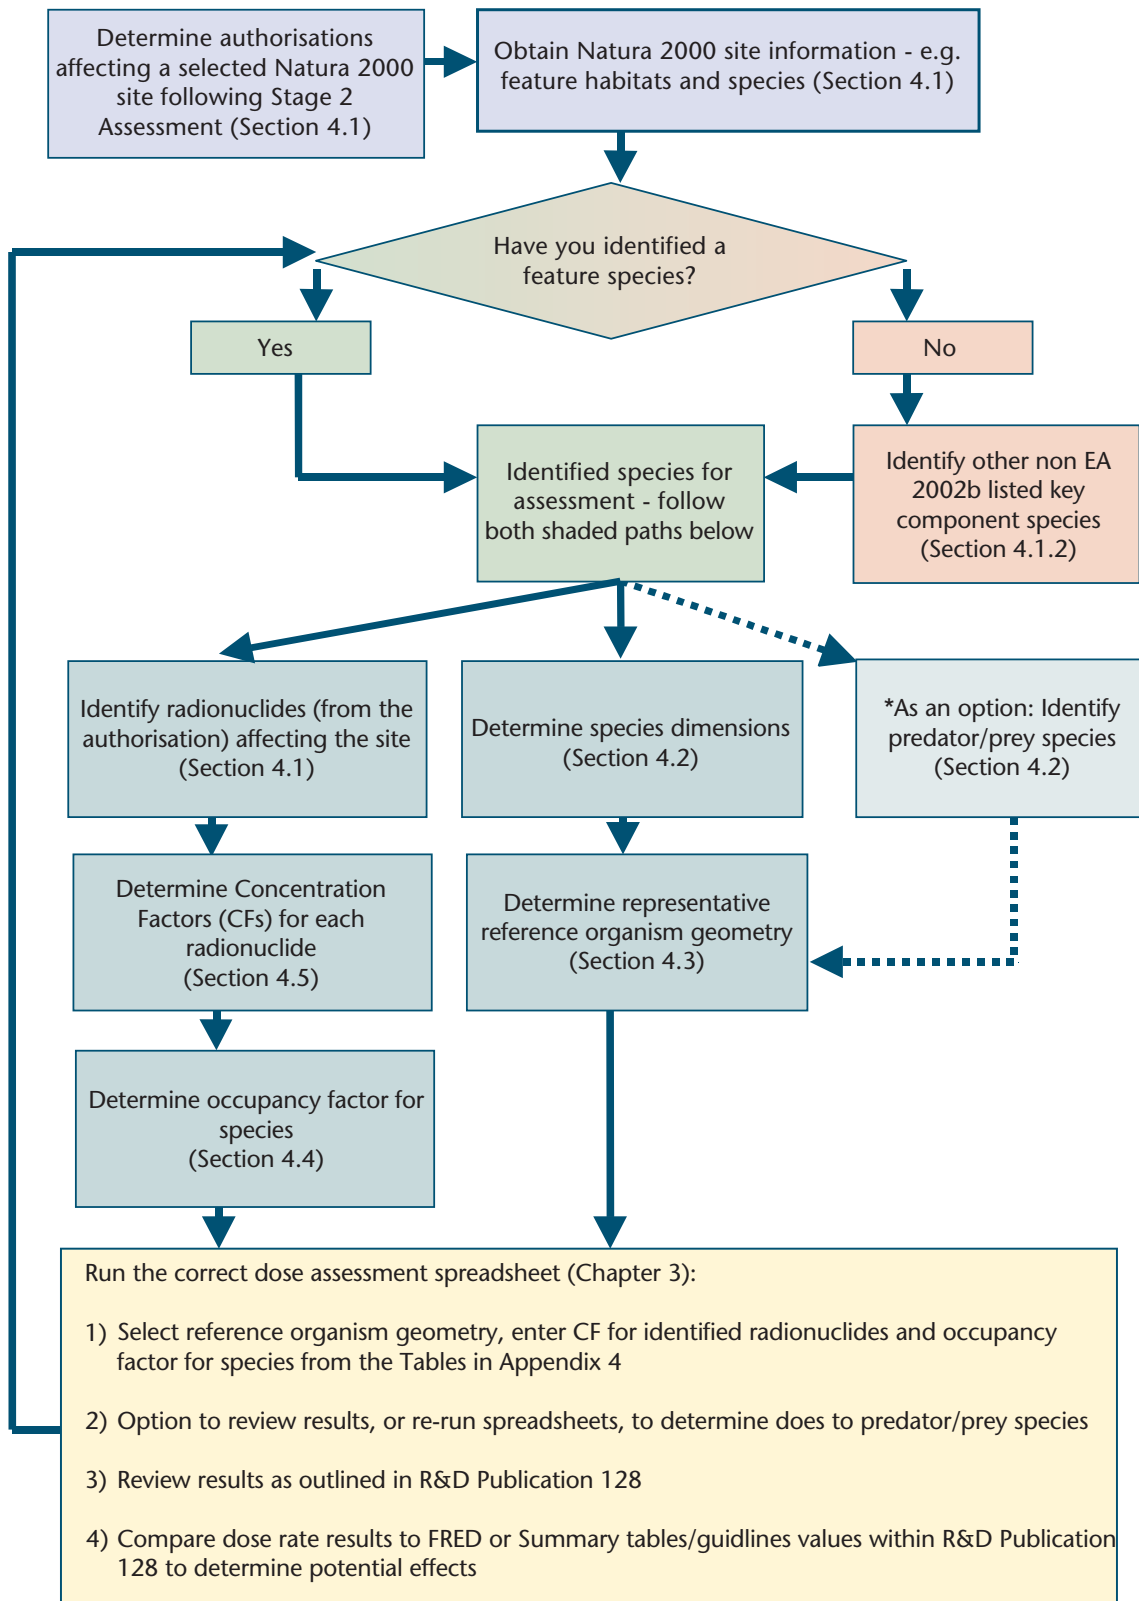 Determine authorisations
affecting a selected Natura 2000
site following Stage 2
Assessment (Section 4.1)
Obtain Natura 2000 site information - e.g.
feature habitats and species (Section 4.1)
Have you identified a
feature species?
Yes
No
Identified species for
assessment - follow
both shaded paths below
Identify other non EA
2002b listed key
component species
(Section 4.1.2)
Identify radionuclides (from the
authorisation) affecting the site
(Section 4.1)
Determine species dimensions
(Section 4.2)
*As an option: Identify
predator/prey species
(Section 4.2)
Determine Concentration
Factors (CFs) for each
radionuclide
(Section 4.5)
Determine representative
reference organism geometry
(Section 4.3)
Determine occupancy factor for
species
(Section 4.4)
Run the correct dose assessment spreadsheet (Chapter 3):
1) Select reference organism geometry, enter CF for identified radionuclides and occupancy
factor for species from the Tables in Appendix 4
2) Option to review results, or re-run spreadsheets, to determine does to predator/prey species
3) Review results as outlined in R&D Publication 128
4) Compare dose rate results to FRED or Summary tables/guidlines values within R&D Publication
128 to determine potential effects